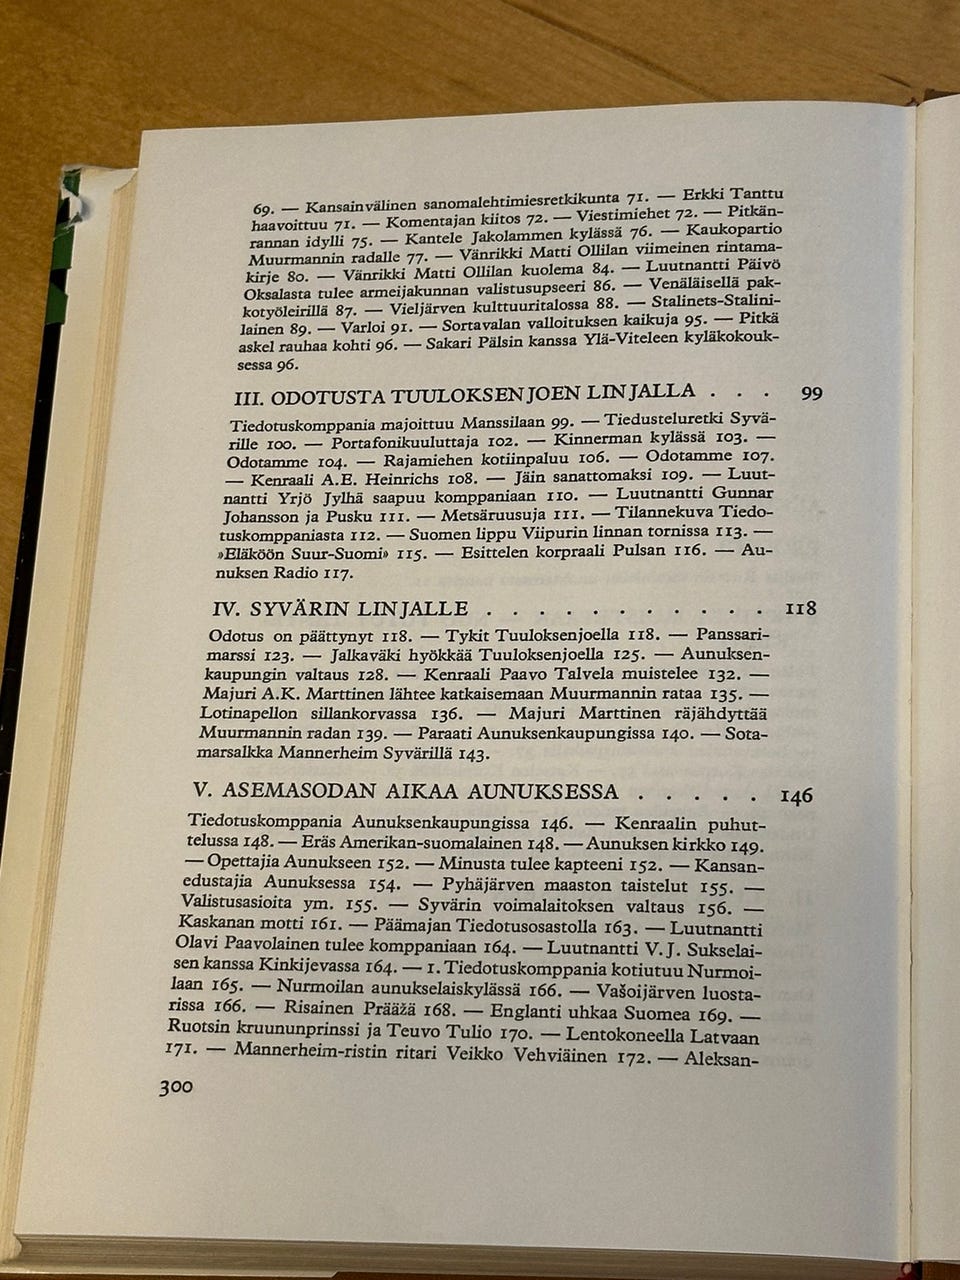 69. — Kansainvälinen sanomalehtimiesretkikunta 71. — Erkki Tanttu
haavoittuu 71. — Komentajan kiitos 72. — Viestimiehet 72. — Pitkän-
rannan idylli 75. — Kantele Jakolammen kylässä 76. — Kaukopartio
Muurmannin radalle 77. — Vänrikki Matti Ollilan viimeinen rintama-
kirje 80. — Vänrikki Matti Ollilan kuolema 84. — Luutnantti Päivö
Oksalasta tulee armeijakunnan valistusupseeri 86. — Venäläisellä pak-
kotyöleirillä 87. — Vieljärven kulttuuritalossa 88. — Stalinets-Stalini-
lainen 89. — Varloi 91. — Sortavalan valloituksen kaikuja 95. — Pitkä
askel rauhaa kohti 96. — Sakari Pälsin kanssa Ylä-Viteleen kyläkokouk-
sessa 96.
III. ODOTUSTA TUULOKSENJOEN LINJALLA . . . 99
Tiedotuskomppania majoittuu Manssilaan 99. — Tiedusteluretki Syvä-
rille 100. — Portafonikuuluttaja 102. — Kinnerman kylässä 103. —
Odotamme 104. — Rajamiehen kotiinpaluu 106. — Odotamme 107.
— Kenraali A.E. Heinrichs 108. — Jäin sanattomaksi 109. — Luut-
nantti Yrjö Jylhä saapuu komppaniaan 110. — Luutnantti Gunnar
Johansson ja Pusku 111. — Metsäruusuja 111. — Tilannekuva Tiedo-
tuskomppaniasta 112. — Suomen lippu Viipurin linnan tornissa 113. —
»Eläköön Suur-Suomi» 115. — Esittelen korpraali Pulsan 116. — Au-
nuksen Radio 117.
IV. SYVÄRIN LINJALLE . . . . . . . . . . . . 118
Odotus on päättynyt 118. — Tykit Tuuloksenjoella 118. — Panssari-
marssi 123. — Jalkaväki hyökkää Tuuloksenjoella 125. — Aunuksen-
kaupungin valtaus 128. — Kenraali Paavo Talvela muistelee 132. —
Majuri A.K. Marttinen lähtee katkaisemaan Muurmannin rataa 135. —
Lotinapellon sillankorvassa 136. — Majuri Marttinen räjähdyttää
Muurmannin radan 139. — Paraati Aunuksenkaupungissa 140. — Sota-
marsalkka Mannerheim Syvärillä 143.
V. ASEMASODAN AIKAA AUNUKSESSA . . . . . 146
Tiedotuskomppania Aunuksenkaupungissa 146. — Kenraalin puhut-
telussa 148. — Eräs Amerikan-suomalainen 148. — Aunuksen kirkko 149.
— Opettajia Aunukseen 152. — Minusta tulee kapteeni 152. — Kansan-
edustajia Aunuksessa 154. — Pyhäjärven maaston taistelut 155. —
Valistusasioita ym. 155. — Syvärin voimalaitoksen valtaus 156. —
Kaskanan motti 161. — Päämajan Tiedotusosastolla 163. — Luutnantti
Olavi Paavolainen tulee komppaniaan 164. — Luutnantti V. J. Sukselai-
sen kanssa Kinkijevassa 164. — 1. Tiedotuskomppania kotiutuu Nurmoi-
laan 165. — Nurmoilan aunukselaiskylässä 166. — Vašoijärven luosta-
rissa 166. — Risainen Prääžä 168. — Englanti uhkaa Suomea 169. —
Ruotsin kruununprinssi ja Teuvo Tulio 170. — Lentokoneella Latvaan
171. — Mannerheim-ristin ritari Veikko Vehviäinen 172. — Aleksan-
300